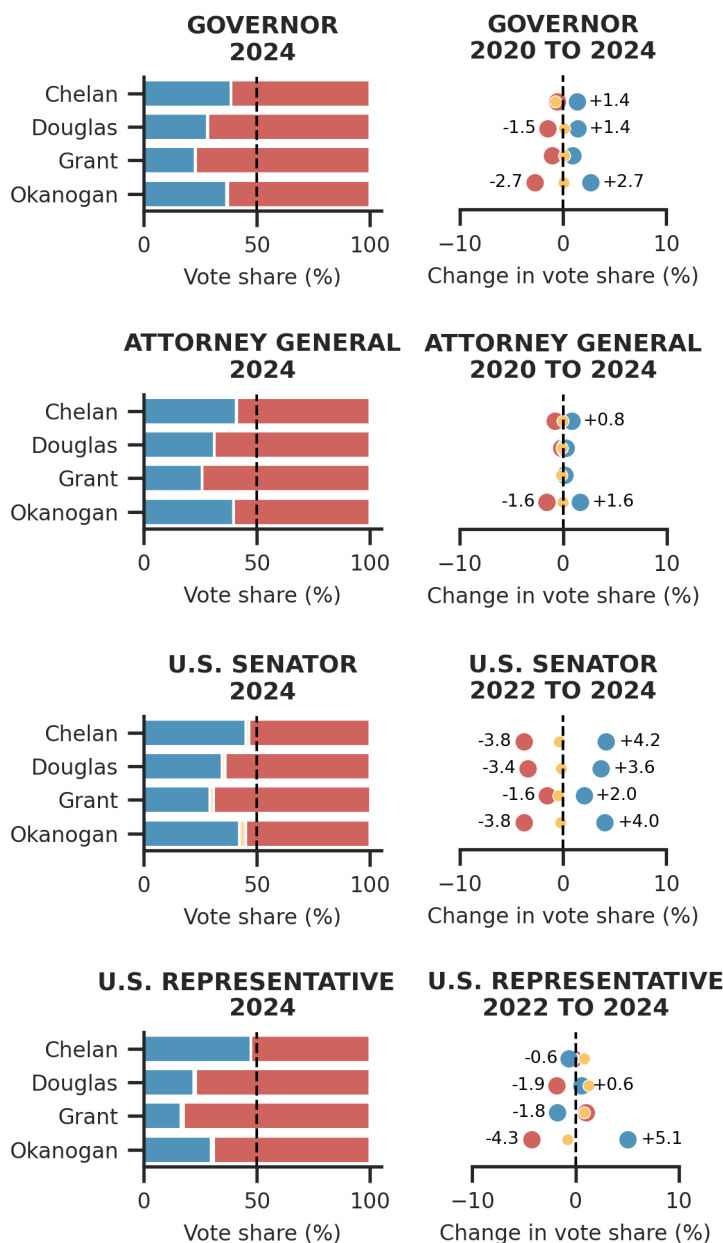 GOVERNOR
2024
Chelan
Douglas
Grant
Okanogan
0 50 100
Vote share (%)
GOVERNOR
2020 TO 2024
+1.4
-1.5 +1.4
-2.7 +2.7
−10 0 10
Change in vote share (%)
ATTORNEY GENERAL
2024
Chelan
Douglas
Grant
Okanogan
0 50 100
Vote share (%)
ATTORNEY GENERAL
2020 TO 2024
+0.8
-1.6 +1.6
−10 0 10
Change in vote share (%)
U.S. SENATOR
2024
Chelan
Douglas
Grant
Okanogan
0 50 100
Vote share (%)
U.S. SENATOR
2022 TO 2024
-3.8 +4.2
-3.4 +3.6
-1.6 +2.0
-3.8 +4.0
−10 0 10
Change in vote share (%)
U.S. REPRESENTATIVE
2024
Chelan
Douglas
Grant
Okanogan
0 50 100
Vote share (%)
U.S. REPRESENTATIVE
2022 TO 2024
-0.6
-1.9 +0.6
-1.8
-4.3 +5.1
−10 0 10
Change in vote share (%)